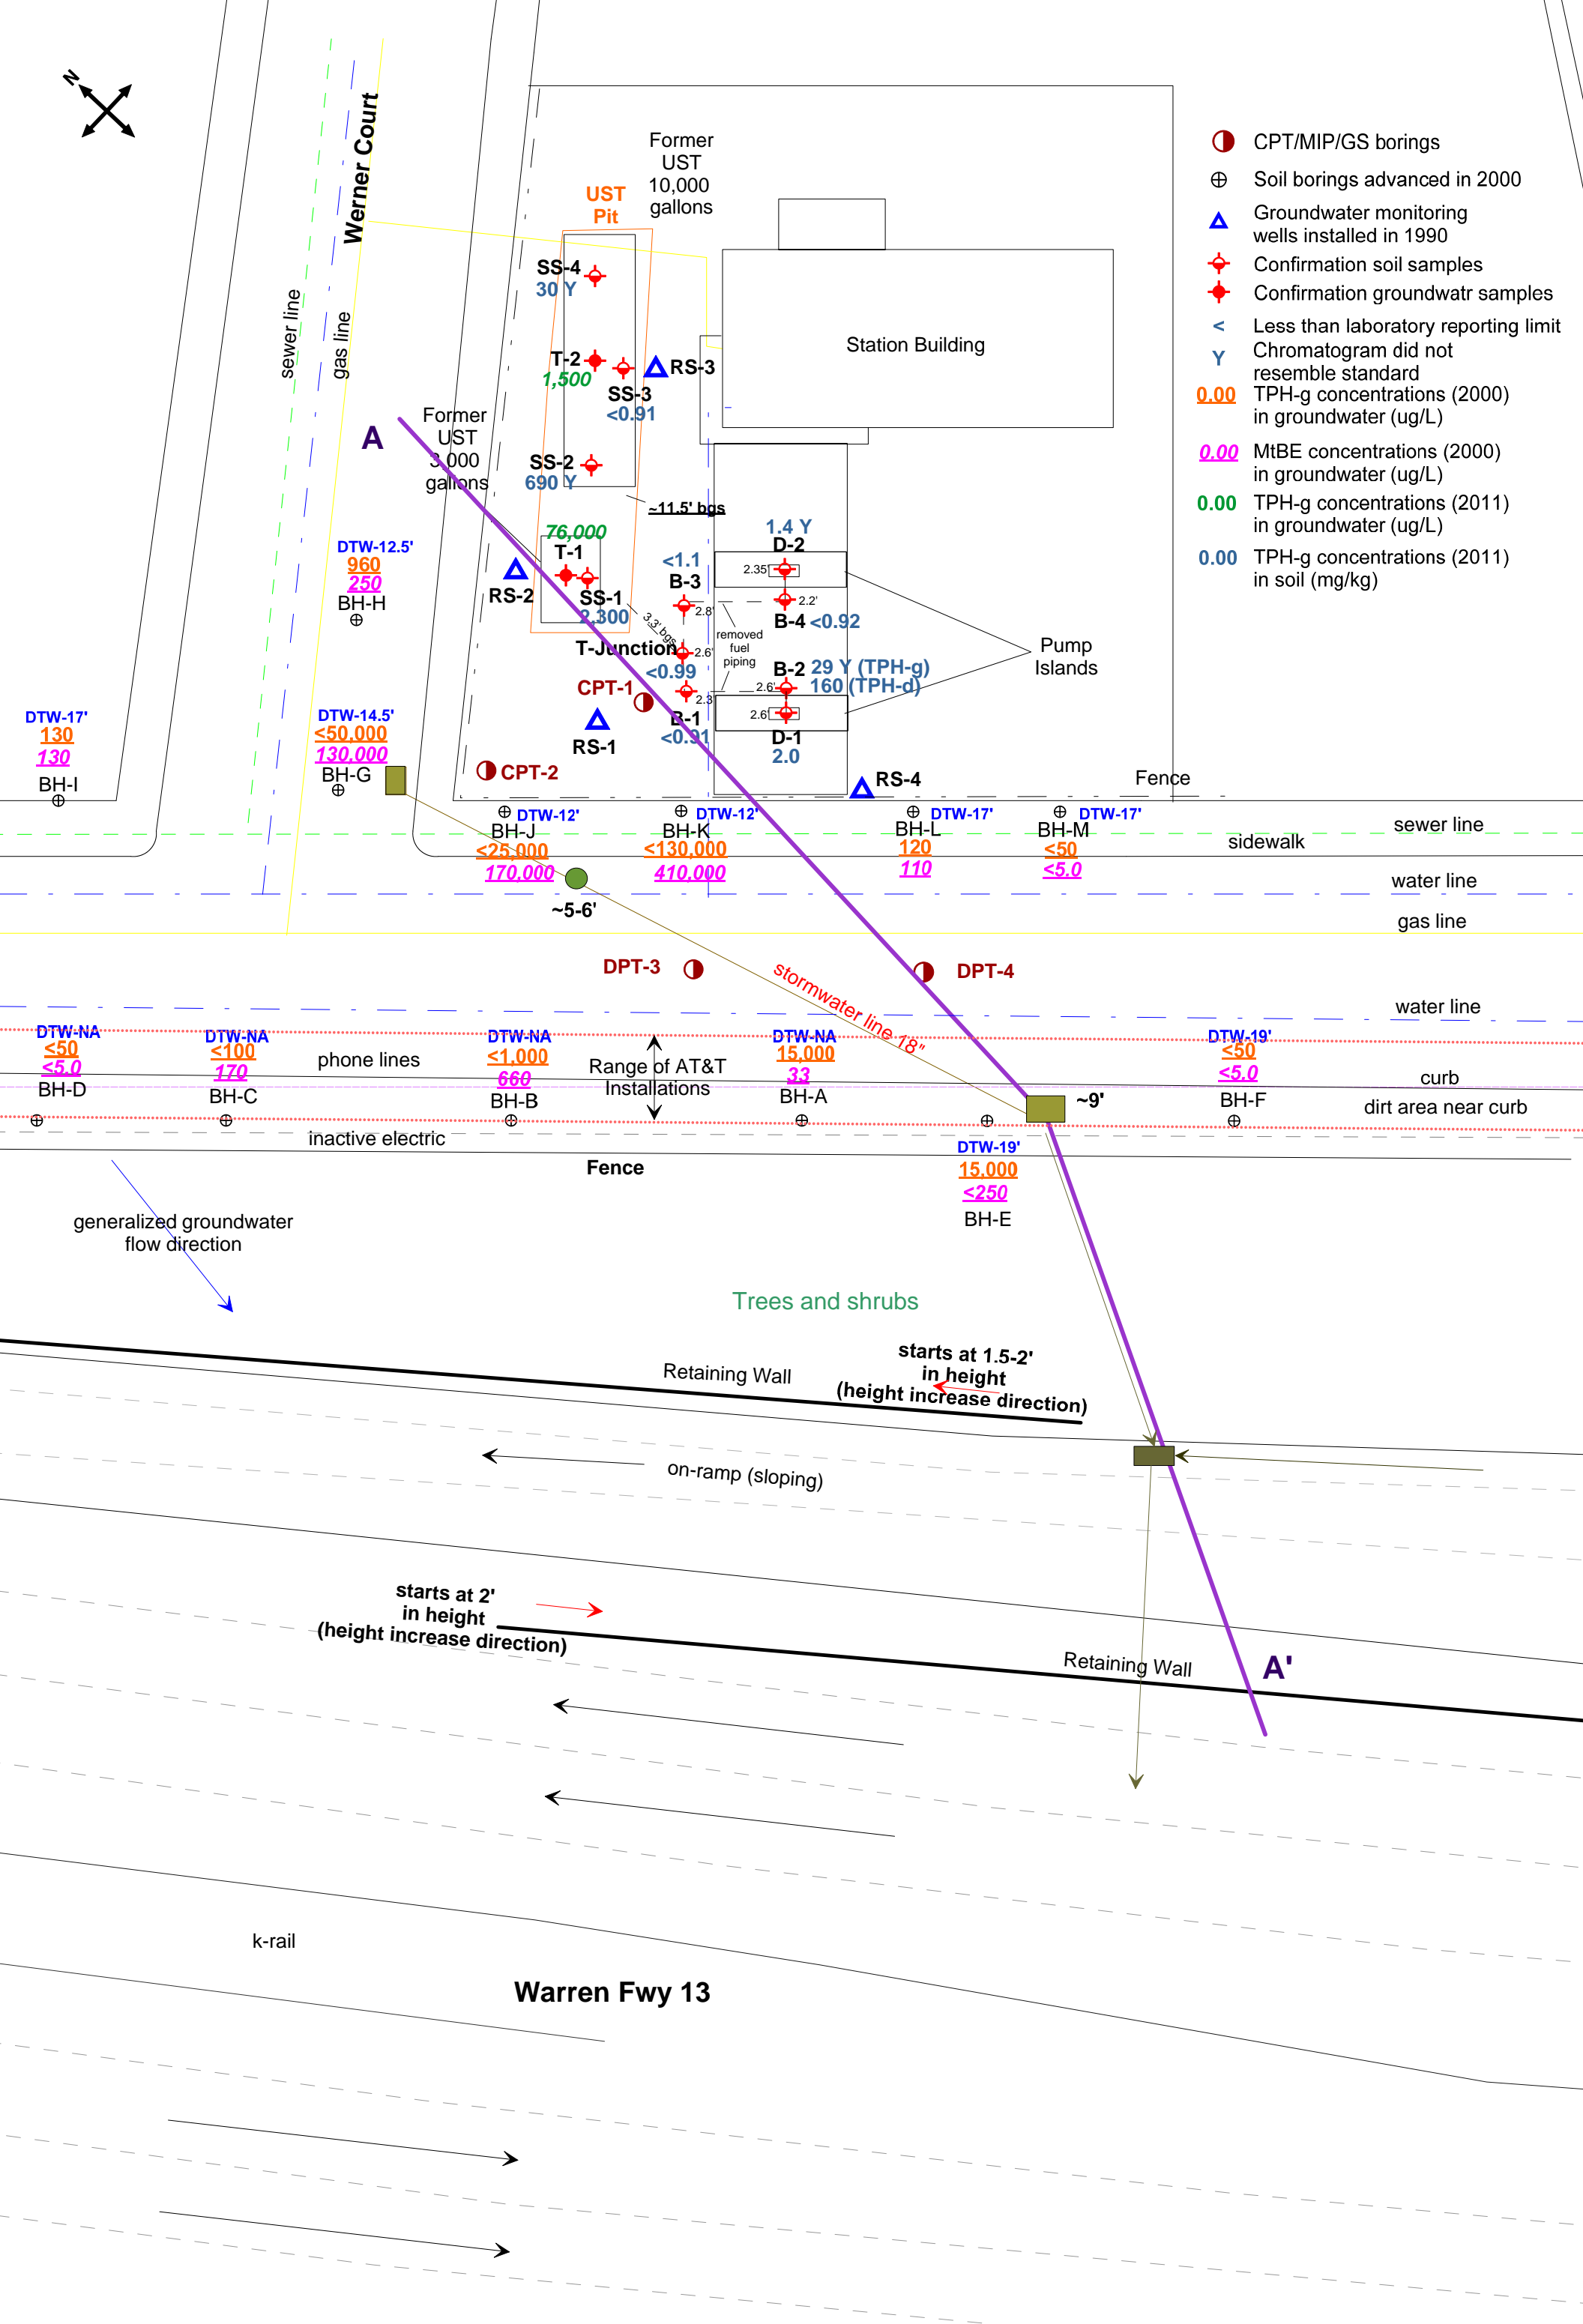 N
Werner Court
sewer line
gas line
Former
UST
10,000
gallons
UST
Pit
SS-4
30 Y
T-2
1,500
SS-3
<0.91
RS-3
Station Building
A
Former
UST
3,000
gallons
SS-2
690 Y
~11.5' bgs
76,000
T-1
RS-2
SS-1
2,300
3.3' bgs
T-Junction
<1.1
B-3
2.8'
2.6'
<0.99
removed
fuel
piping
1.4 Y
D-2
2.35'
2.2'
B-4 <0.92
B-2 29 Y (TPH-g)
160 (TPH-d)
2.6'
2.6'
D-1
2.0
2.3'
B-1
<0.91
Pump
Islands
CPT-1
RS-1
CPT-2
RS-4
Fence
CPT/MIP/GS borings
Soil borings advanced in 2000
Groundwater monitoring
wells installed in 1990
Confirmation soil samples
Confirmation groundwatr samples
< Less than laboratory reporting limit
Y Chromatogram did not
resemble standard
0.00 TPH-g concentrations (2000)
in groundwater (ug/L)
0.00 MtBE concentrations (2000)
in groundwater (ug/L)
0.00 TPH-g concentrations (2011)
in groundwater (ug/L)
0.00 TPH-g concentrations (2011)
in soil (mg/kg)
DTW-12.5'
960
250
BH-H
DTW-17'
130
130
BH-I
DTW-14.5'
<50,000
130,000
BH-G
DTW-12'
BH-J
<25,000
170,000
DTW-12'
BH-K
<130,000
410,000
DTW-17'
BH-L
120
110
DTW-17'
BH-M
<50
<5.0
sewer line
sidewalk
water line
~5-6'
gas line
DPT-3
DPT-4
stormwater line 18"
water line
DTW-NA
<50
<5.0
BH-D
DTW-NA
<100
170
BH-C
phone lines
DTW-NA
<1,000
660
BH-B
Range of AT&T
Installations
DTW-NA
15,000
33
BH-A
~9'
DTW-19'
<50
<5.0
BH-F
curb
dirt area near curb
inactive electric
Fence
DTW-19'
15,000
<250
BH-E
generalized groundwater
flow direction
Trees and shrubs
Retaining Wall
starts at 1.5-2'
in height
(height increase direction)
on-ramp (sloping)
starts at 2'
in height
(height increase direction)
Retaining Wall
A'
k-rail
Warren Fwy 13